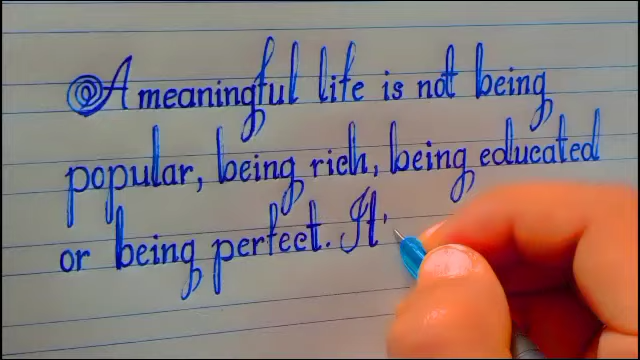 @A meaningful life is not being
popular, being rich, being educated
or being perfect. It'